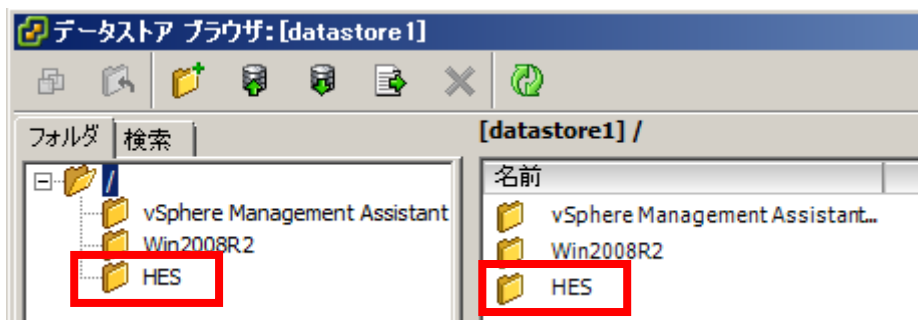 データストア ブラウザ: [datastore1]
フォルダ 検索
[datastore1] /
/
vSphere Management Assistant
Win2008R2
HES
名前
vSphere Management Assistant...
Win2008R2
HES